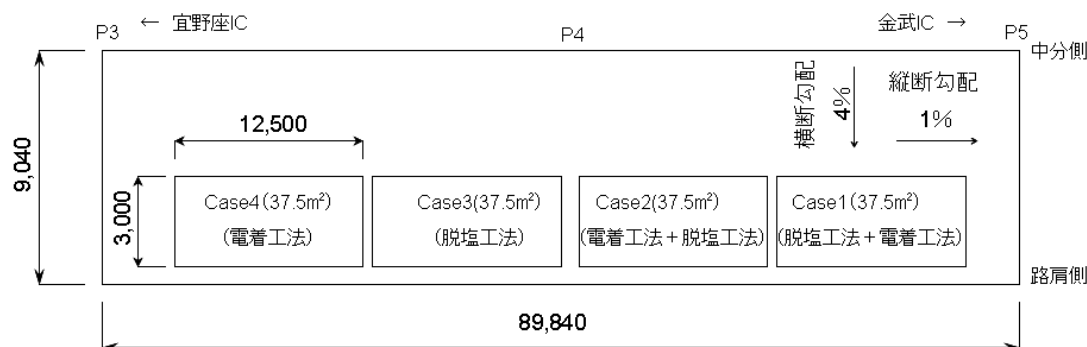 ← 宜野座IC
金武IC →
P3
P4
P5
中分側
横断勾配
4%
縦断勾配
1%
12,500
9,040
3,000
Case4(37.5m²)
(電着工法)
Case3(37.5m²)
(脱塩工法)
Case2(37.5m²)
(電着工法+脱塩工法)
Case1(37.5m²)
(脱塩工法+電着工法)
路肩側
89,840